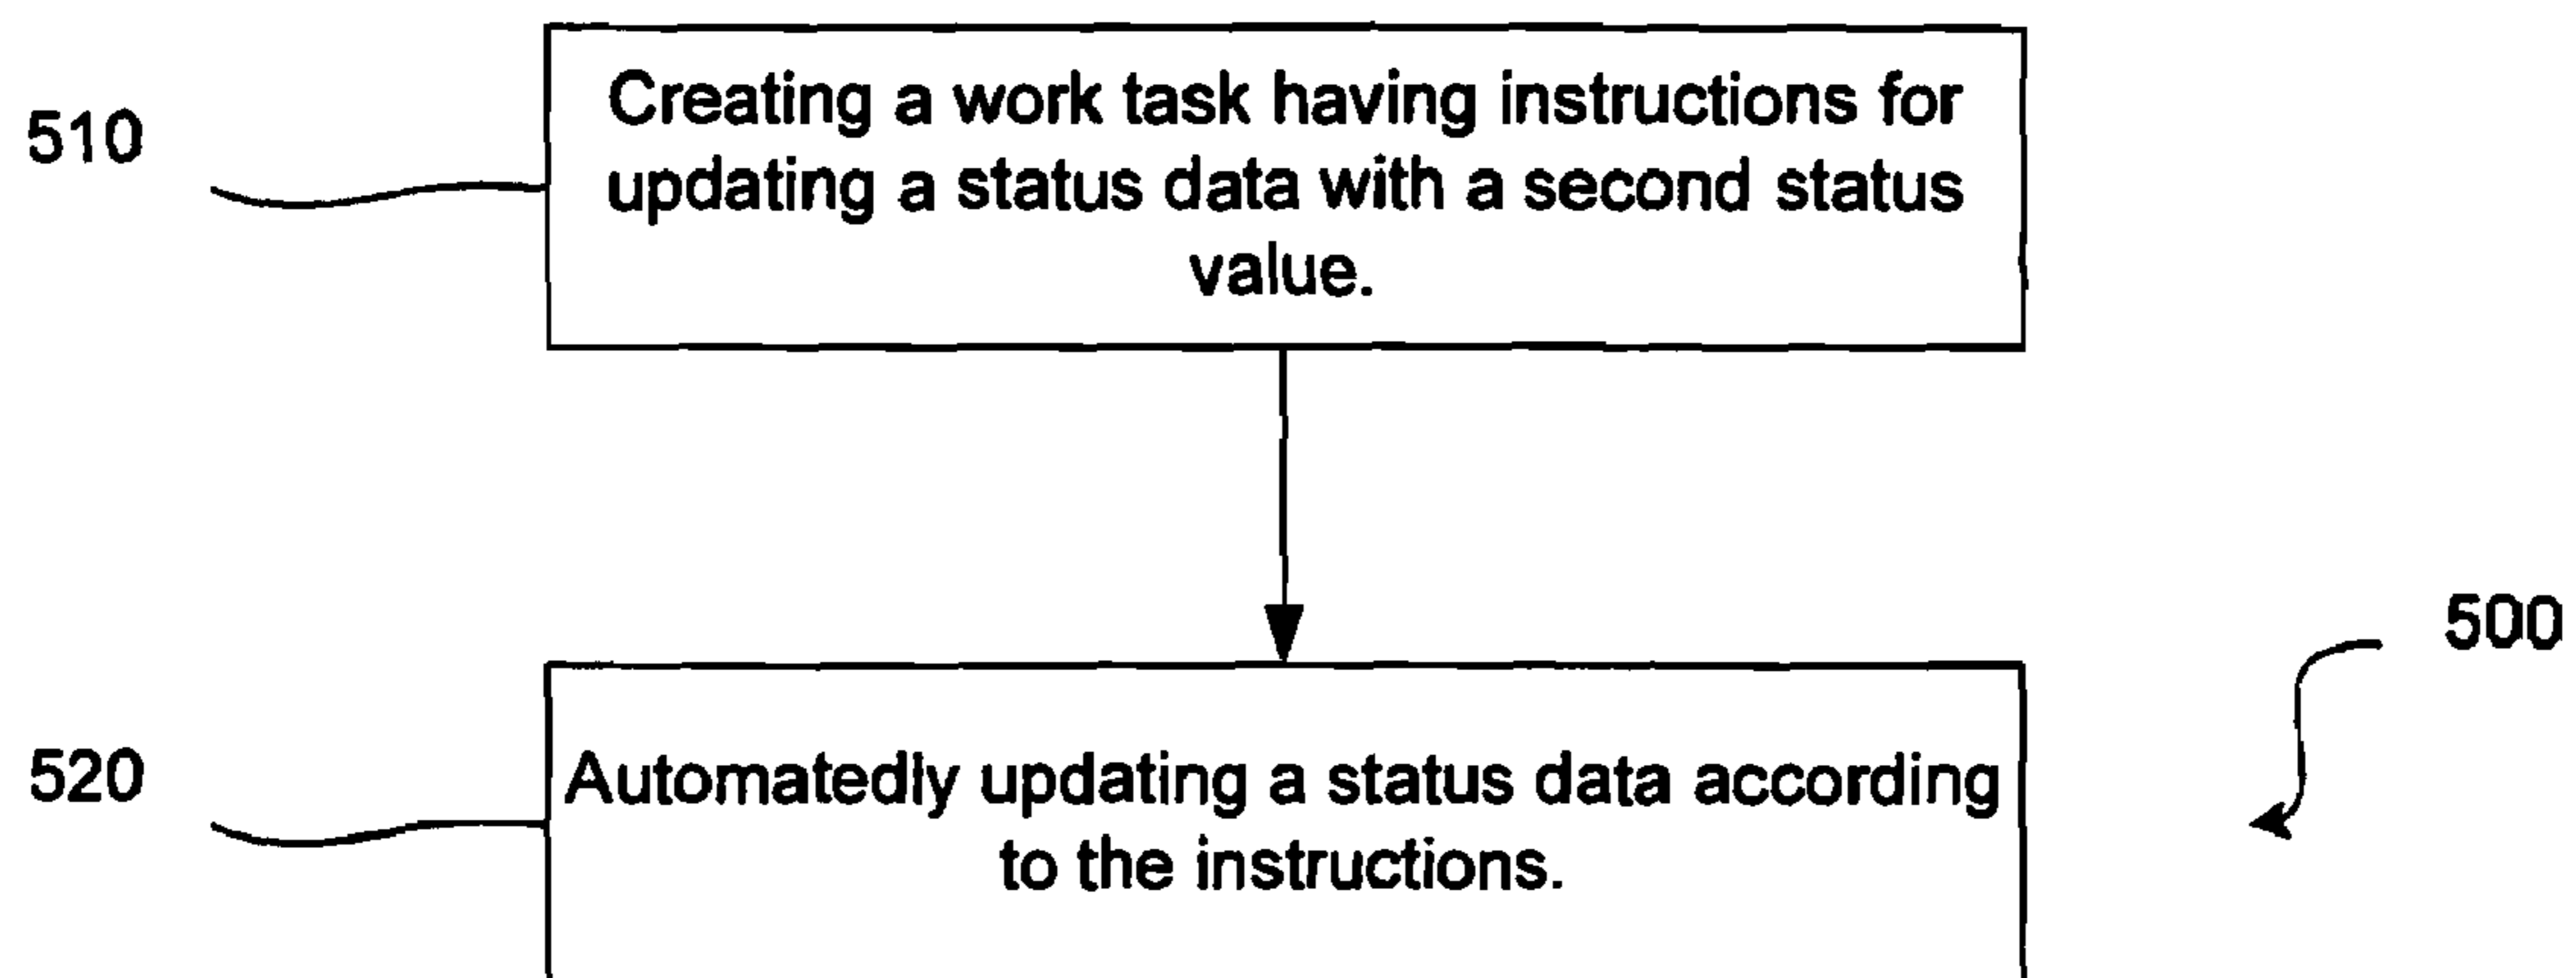 510
Creating a work task having instructions for
updating a status data with a second status
value.
500
520
Automatedly updating a status data according
to the instructions.